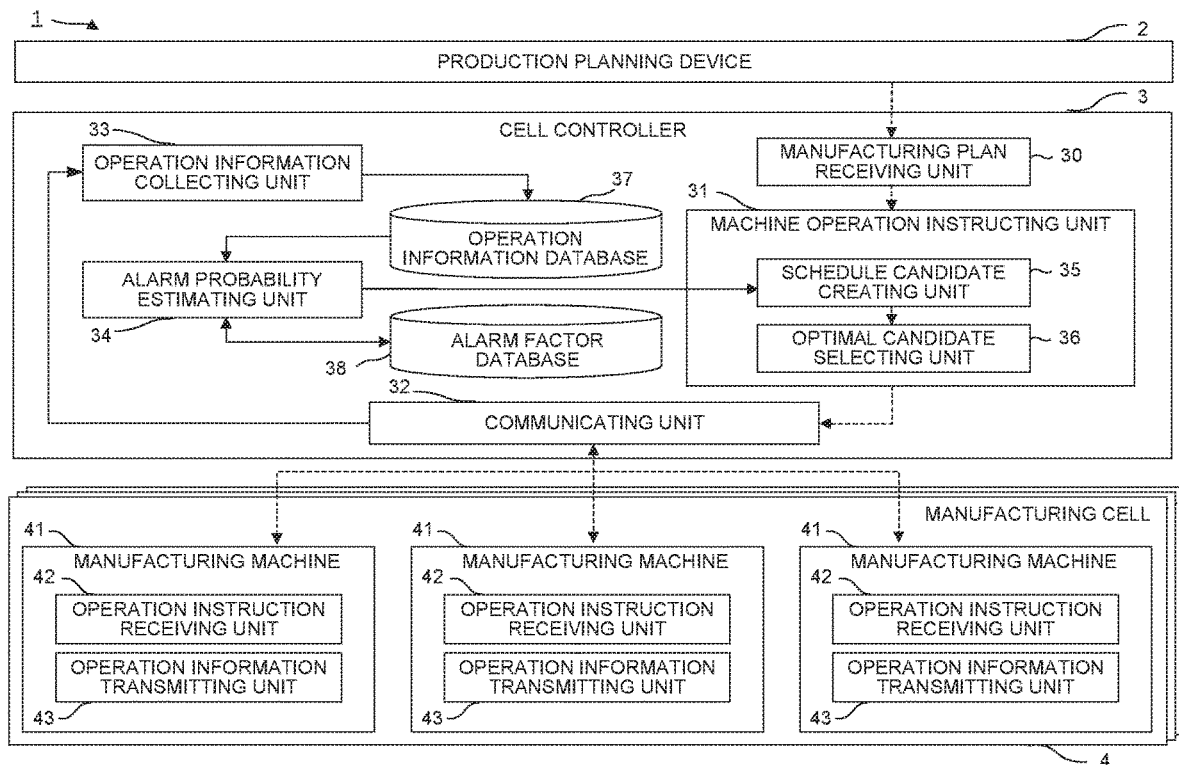 1
2
PRODUCTION PLANNING DEVICE
3
CELL CONTROLLER
33
OPERATION INFORMATION
COLLECTING UNIT
MANUFACTURING PLAN
RECEIVING UNIT
30
37
OPERATION
INFORMATION DATABASE
31
MACHINE OPERATION INSTRUCTING UNIT
ALARM PROBABILITY
ESTIMATING UNIT
34
SCHEDULE CANDIDATE
CREATING UNIT
35
ALARM FACTOR
DATABASE
38
OPTIMAL CANDIDATE
SELECTING UNIT
36
32
COMMUNICATING UNIT
MANUFACTURING CELL
41
MANUFACTURING MACHINE
42
OPERATION INSTRUCTION
RECEIVING UNIT
OPERATION INFORMATION
TRANSMITTING UNIT
43
41
MANUFACTURING MACHINE
42
OPERATION INSTRUCTION
RECEIVING UNIT
OPERATION INFORMATION
TRANSMITTING UNIT
43
41
MANUFACTURING MACHINE
42
OPERATION INSTRUCTION
RECEIVING UNIT
OPERATION INFORMATION
TRANSMITTING UNIT
43
4